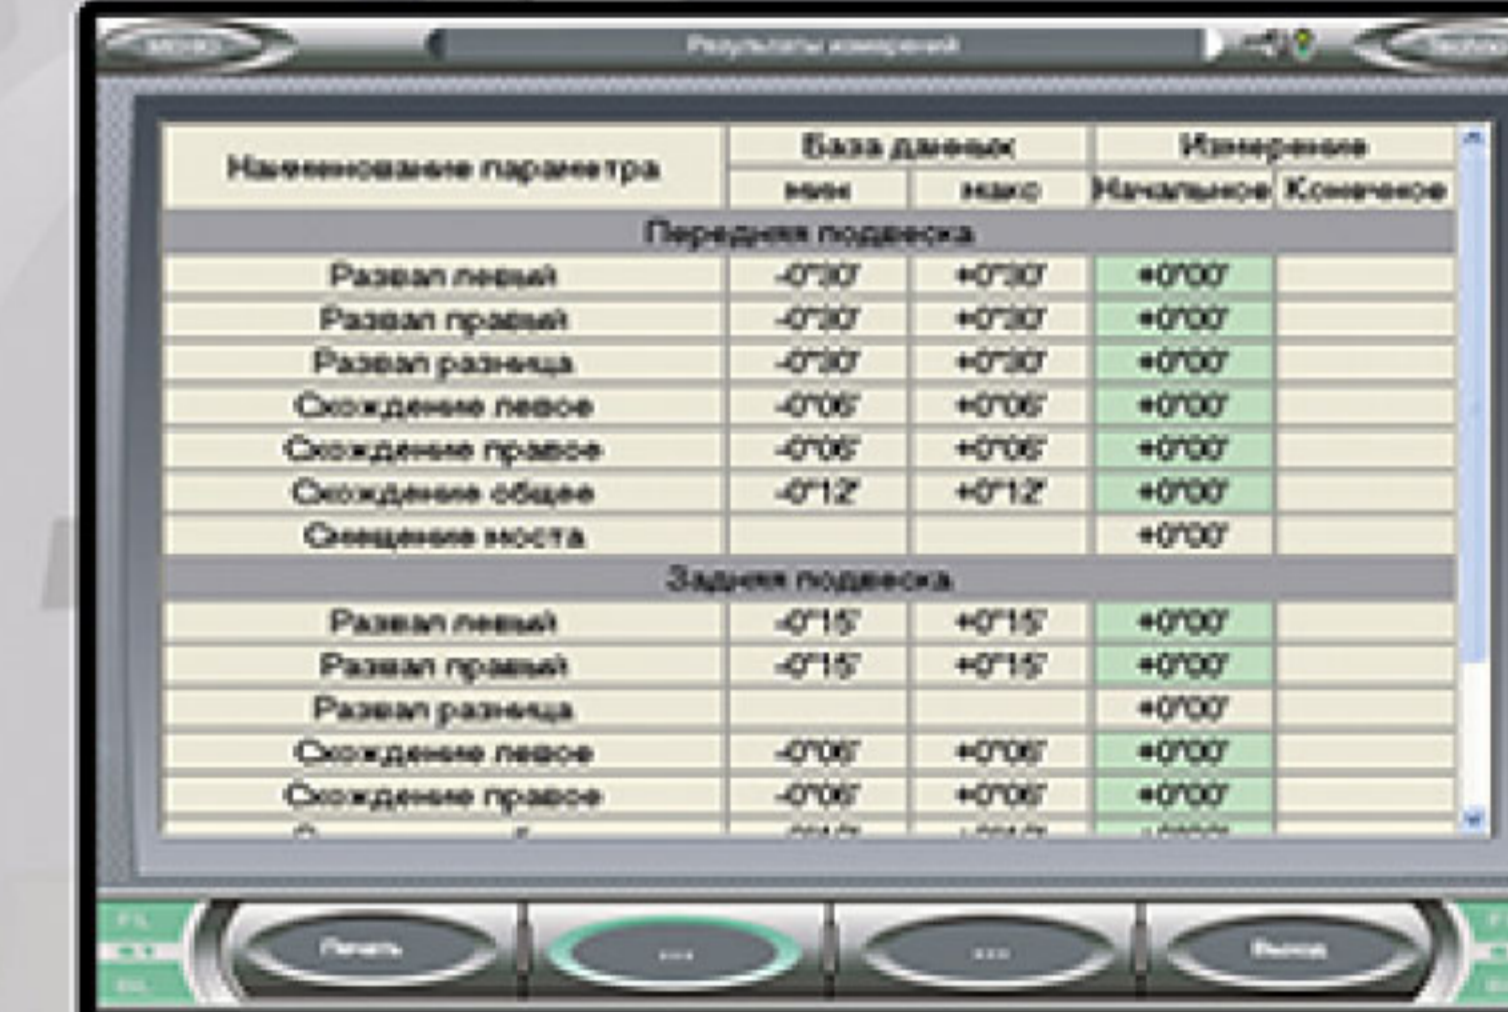 Меню
Результаты измерений
Наименование параметра База данных Измерение
мин макс Начальное Конечное
Передняя подвеска
Развал левый -0°30' +0°30' +0°00'
Развал правый -0°30' +0°30' +0°00'
Развал разница -0°30' +0°30' +0°00'
Схождение левое -0°06' +0°06' +0°00'
Схождение правое -0°06' +0°06' +0°00'
Схождение общее -0°12' +0°12' +0°00'
Смещение моста +0°00'
Задняя подвеска
Развал левый -0°15' +0°15' +0°00'
Развал правый -0°15' +0°15' +0°00'
Развал разница +0°00'
Схождение левое -0°06' +0°06' +0°00'
Схождение правое -0°06' +0°06' +0°00'
Печать ... ... Выход